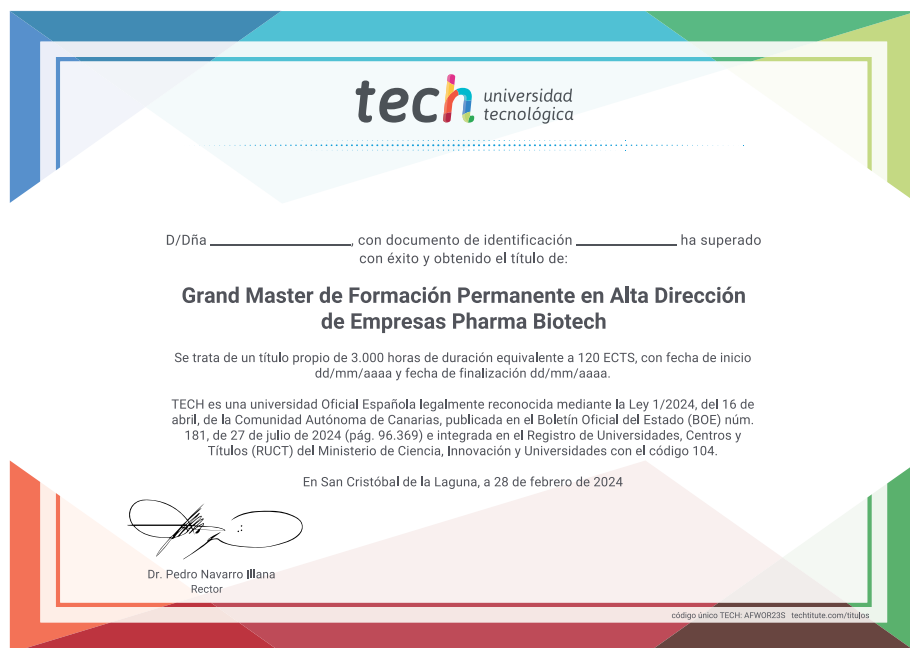 tech universidad
tecnológica
D/Dña ______________, con documento de identificación __________ ha superado
con éxito y obtenido el título de:
Grand Master de Formación Permanente en Alta Dirección
de Empresas Pharma Biotech
Se trata de un título propio de 3.000 horas de duración equivalente a 120 ECTS, con fecha de inicio
dd/mm/aaaa y fecha de finalización dd/mm/aaaa.
TECH es una universidad Oficial Española legalmente reconocida mediante la Ley 1/2024, del 16 de
abril, de la Comunidad Autónoma de Canarias, publicada en el Boletín Oficial del Estado (BOE) núm.
181, de 27 de julio de 2024 (pág. 96.369) e integrada en el Registro de Universidades, Centros y
Títulos (RUCT) del Ministerio de Ciencia, Innovación y Universidades con el código 104.
En San Cristóbal de la Laguna, a 28 de febrero de 2024
Dr. Pedro Navarro Illana
Rector
código único TECH: AFWOR23S techtitute.com/titulos